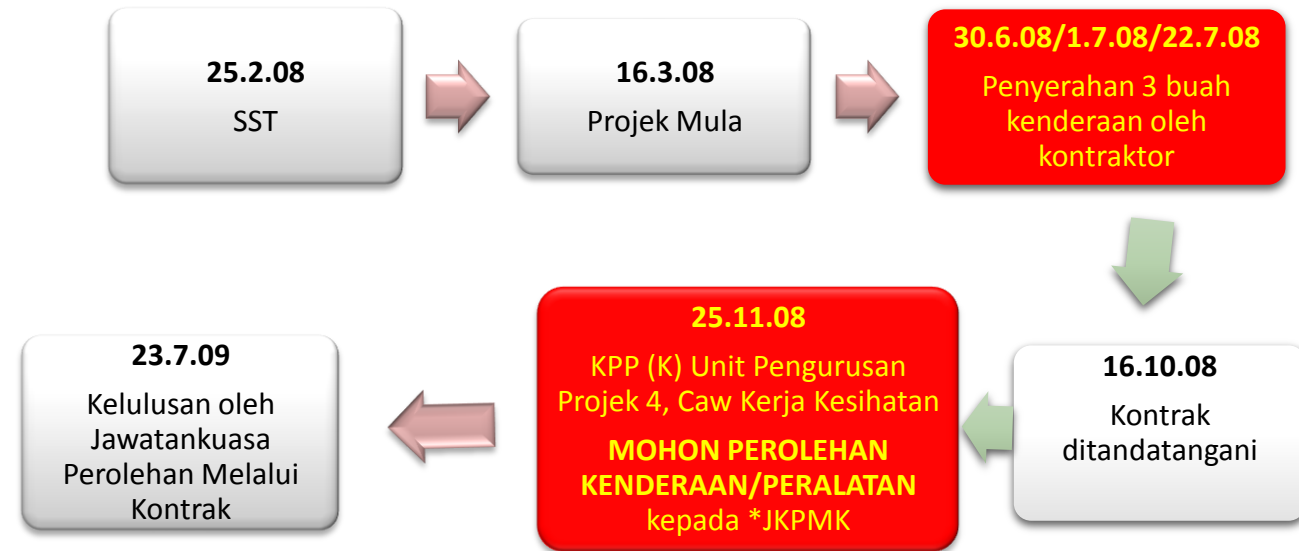 25.2.08
SST
16.3.08
Projek Mula
30.6.08/1.7.08/22.7.08
Penyerahan 3 buah
kenderaan oleh
kontraktor
16.10.08
Kontrak
ditandatangani
25.11.08
KPP (K) Unit Pengurusan
Projek 4, Caw Kerja Kesihatan
MOHON PEROLEHAN
KENDERAAN/PERALATAN
kepada *JKPMK
23.7.09
Kelulusan oleh
Jawatankuasa
Perolehan Melalui
Kontrak